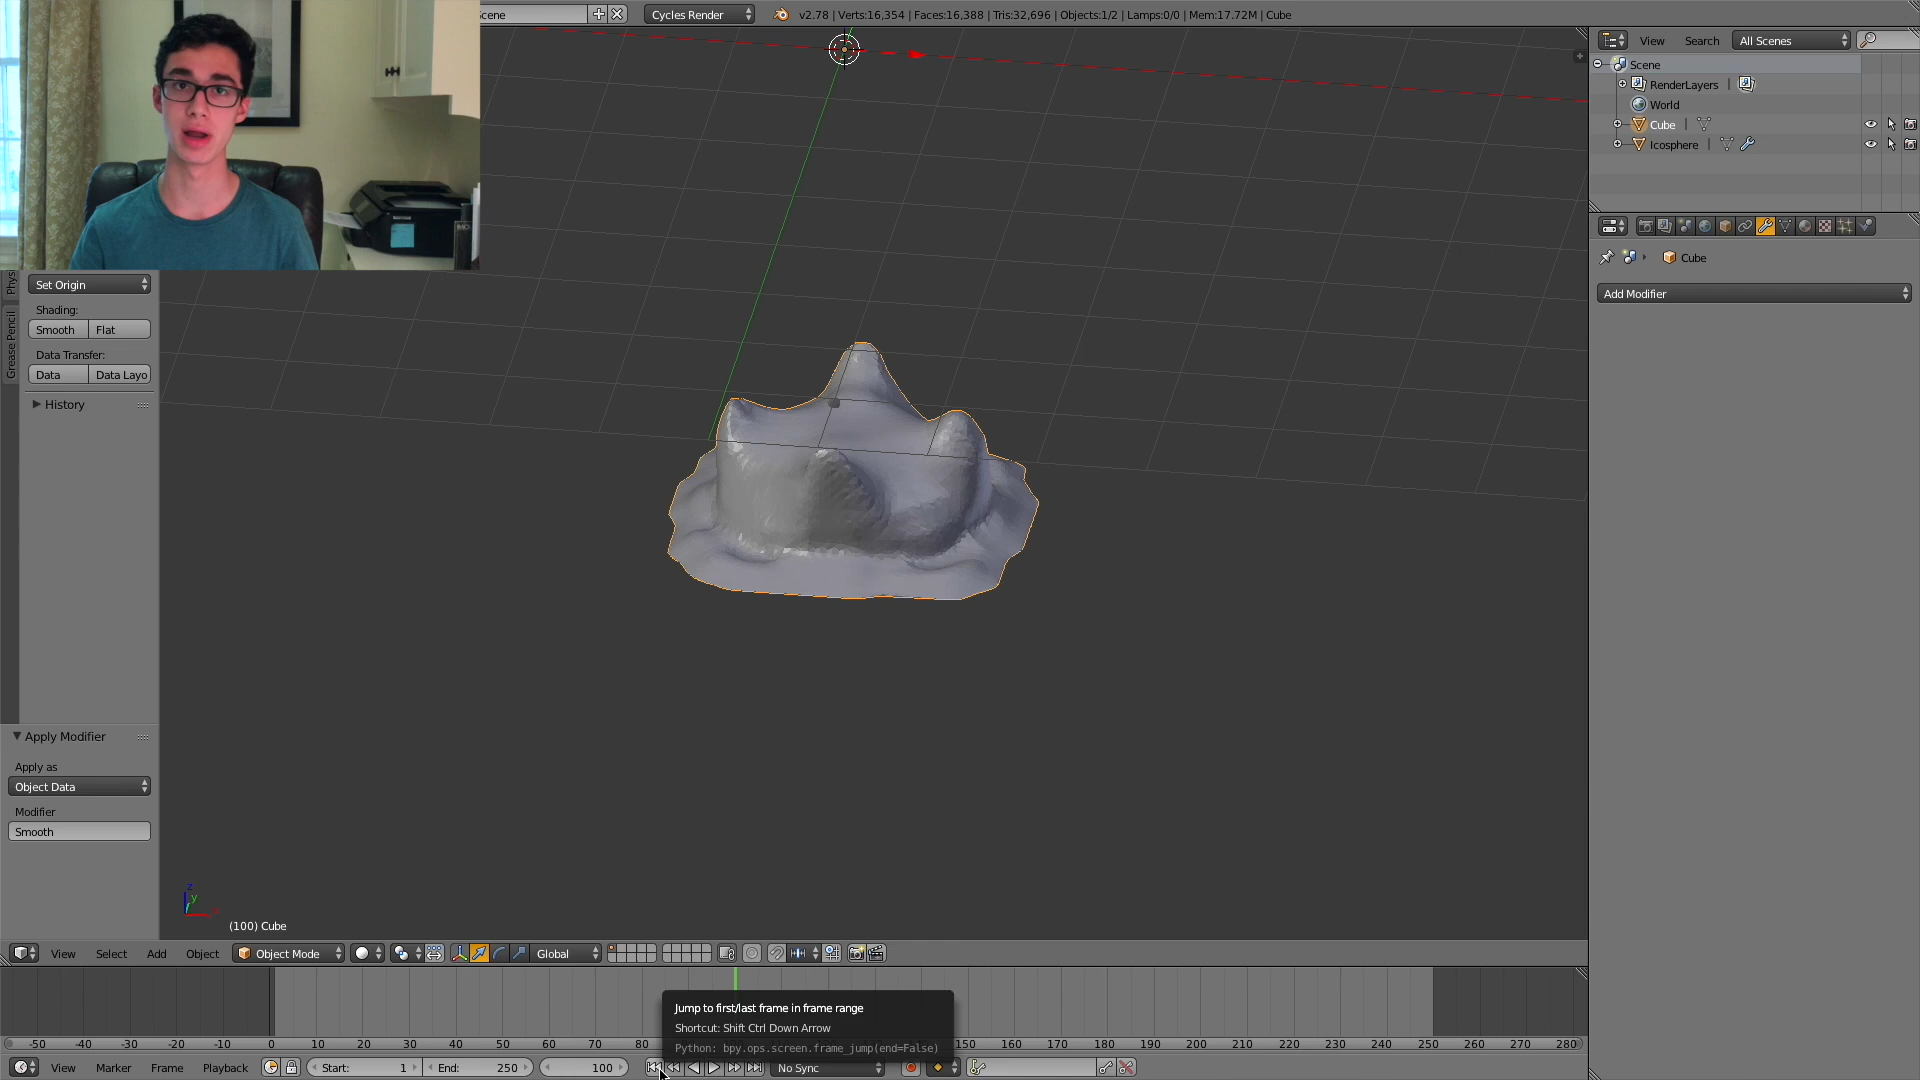 Scene
Cycles Render
v2.78 | Verts:16,354 | Faces:16,388 | Tris:32,696 | Objects:1/2 | Lamps:0/0 | Mem:17.72M | Cube
View
Search
All Scenes
Scene
RenderLayers
World
Cube
Icosphere
Cube
Add Modifier
Phys
Grease Pencil
Set Origin
Shading:
Smooth
Flat
Data Transfer:
Data
Data Layo
History
Apply Modifier
Apply as
Object Data
Modifier
Smooth
z
y
x
(100) Cube
View
Select
Add
Object
Object Mode
Global
Jump to first/last frame in frame range
Shortcut: Shift Ctrl Down Arrow
Python: bpy.ops.screen.frame_jump(end=False)
-50 -40 -30 -20 -10 0 10 20 30 40 50 60 70 80 150 160 170 180 190 200 210 220 230 240 250 260 270 280
View
Marker
Frame
Playback
Start: 1
End: 250
100
No Sync